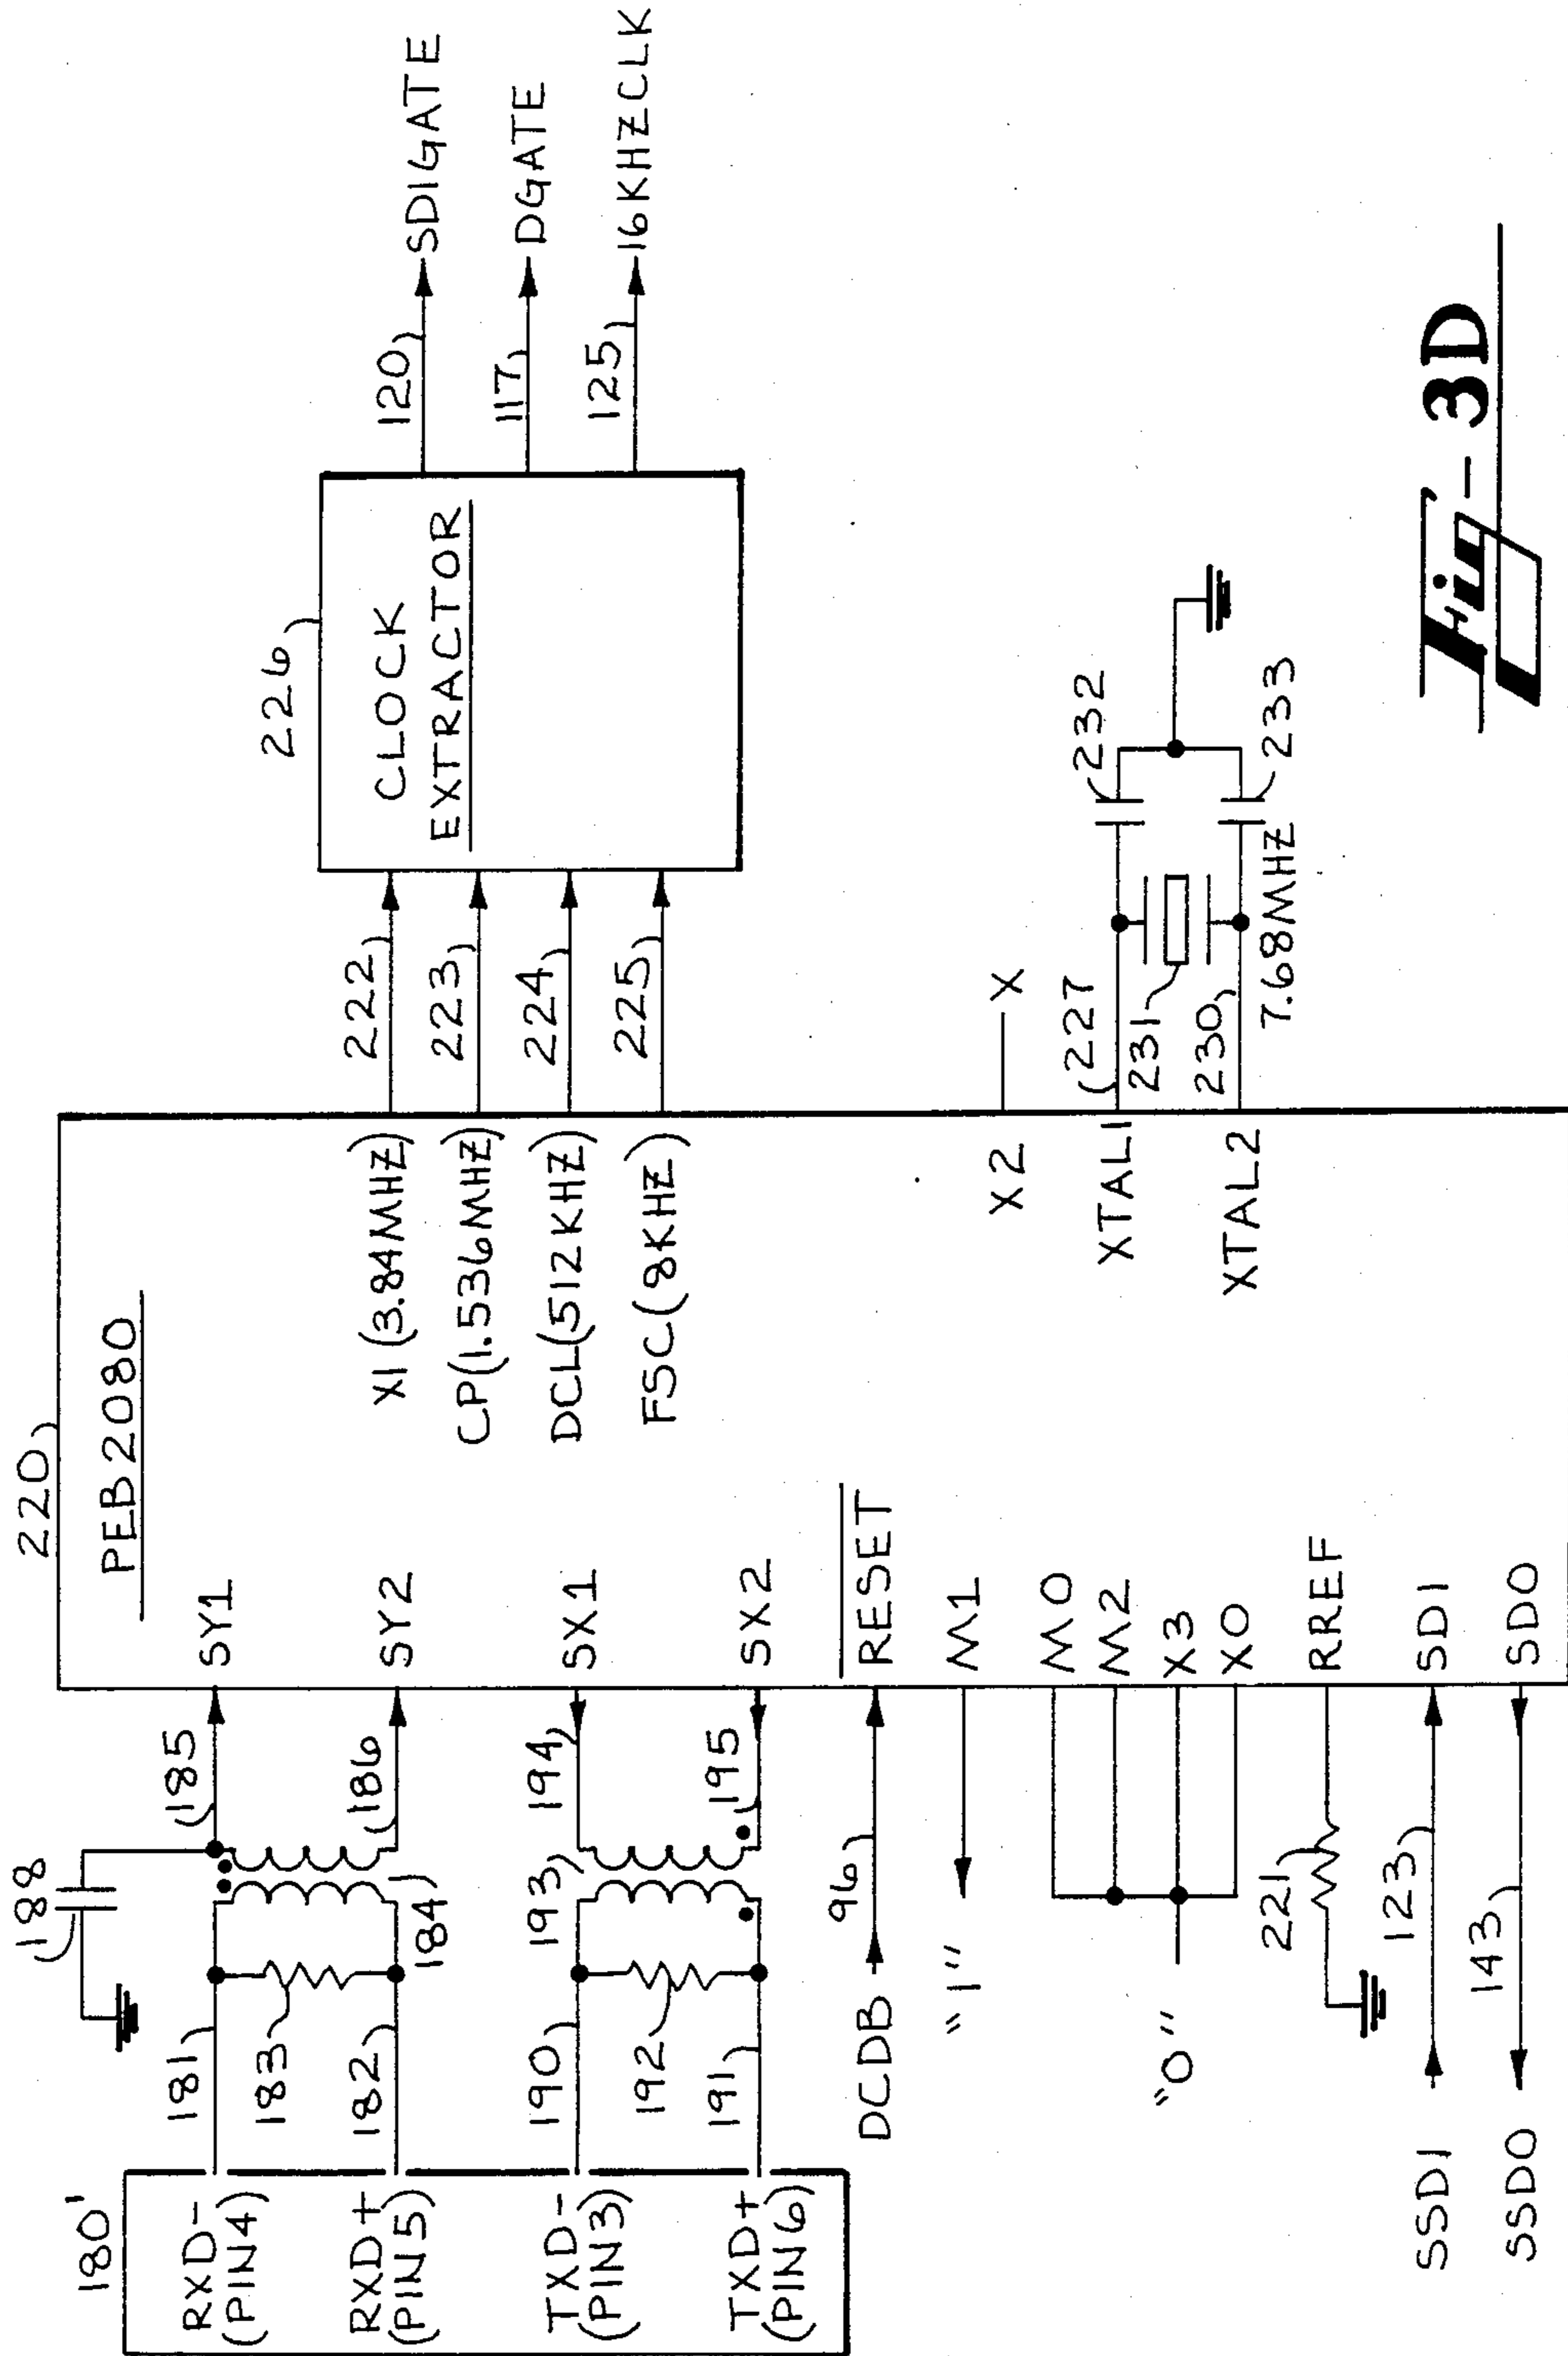 180'
RXD-
(PIN4)
RXD+
(PIN5)
TXD-
(PIN3)
TXD+
(PIN6)
181
183
182
190
192
191
188
185
186
184
193
194
195
DCDB
96
"1"
"0"
221
SSDI
123
SSDO
143
220
PEB2080
SY1
SY2
SX1
SX2
RESET
M1
M0
M2
X3
X0
RREF
SDI
SDO
X1(3.84MHZ)
CP(1.536MHZ)
DCL(512KHZ)
FSC(8KHZ)
X2
XTAL1
XTAL2
222
223
224
225
226
CLOCK
EXTRACTOR
120
SDIGATE
117
DGATE
125
16KHZCLK
X
227
231
230
7.68MHZ
232
233
Fig-3D